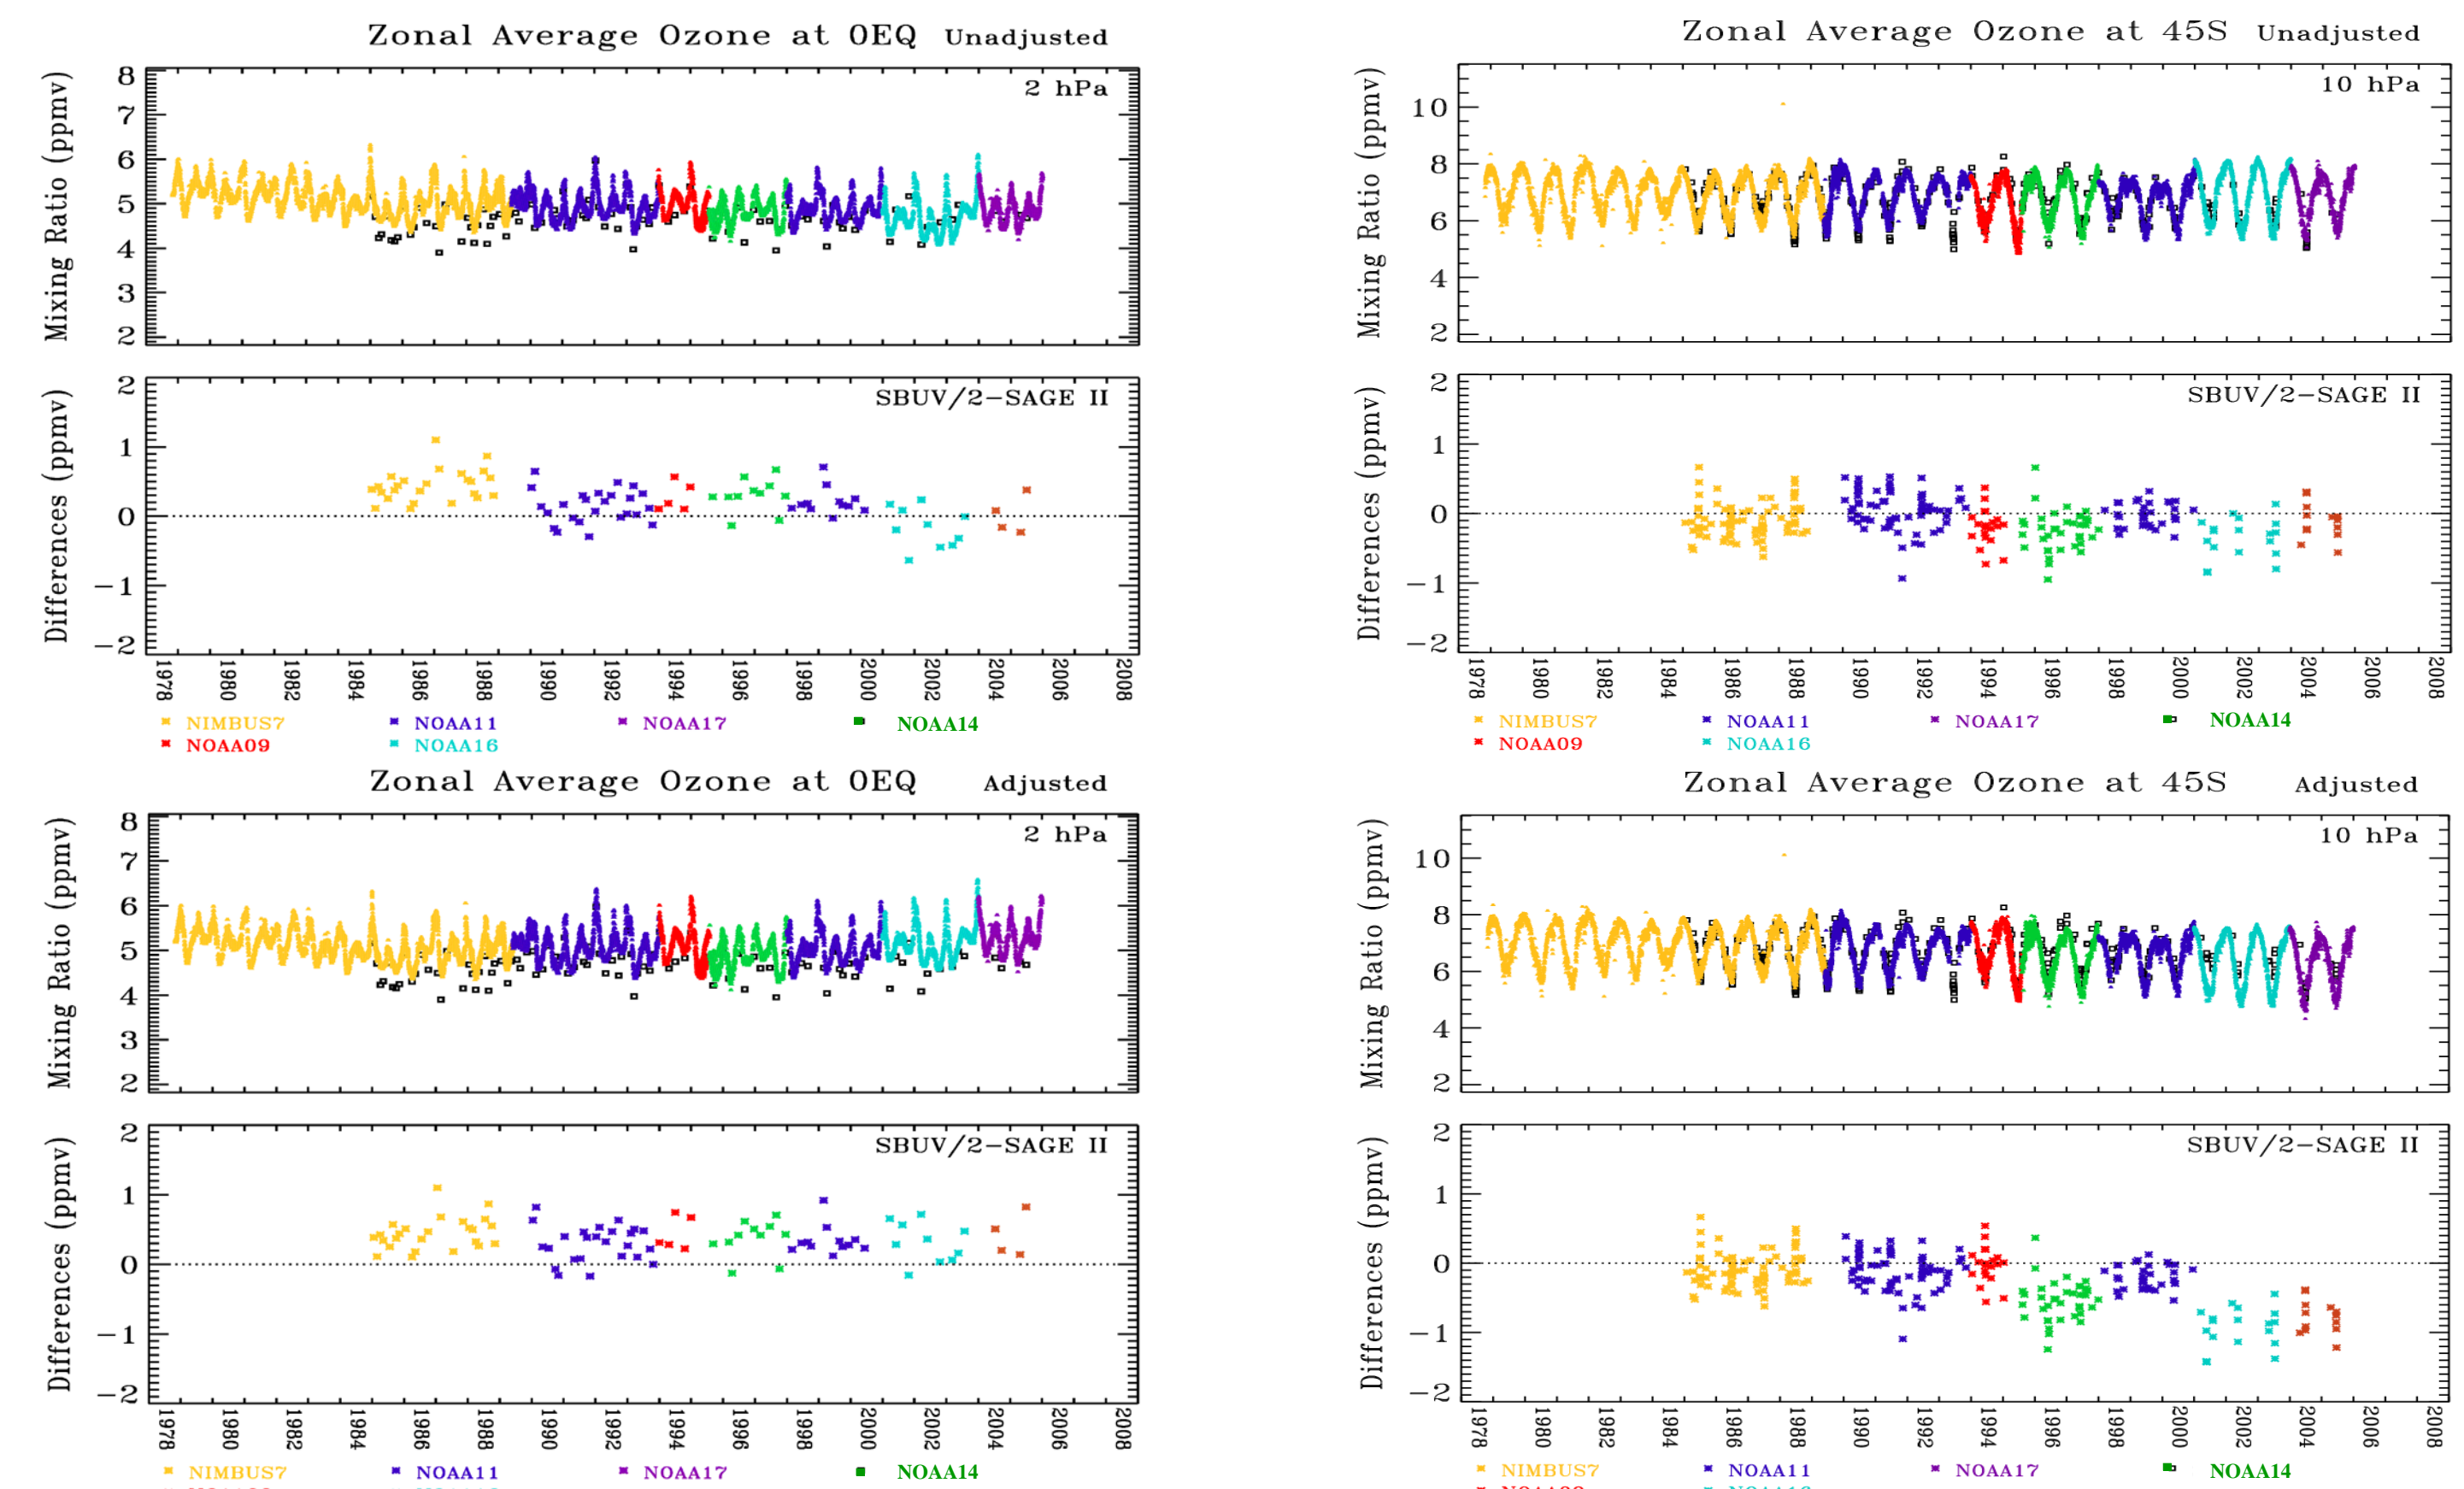 Zonal Average Ozone at 0EQ Unadjusted
8
7
6
5
4
3
2
Mixing Ratio (ppmv)
2 hPa
2
1
0
−1
−2
Differences (ppmv)
SBUV/2−SAGE II
1978 1980 1982 1984 1986 1988 1990 1992 1994 1996 1998 2000 2002 2004 2006 2008
NIMBUS7 NOAA11 NOAA17 NOAA14
NOAA09 NOAA16
Zonal Average Ozone at 45S Unadjusted
10
8
6
4
2
Mixing Ratio (ppmv)
10 hPa
2
1
0
−1
−2
Differences (ppmv)
SBUV/2−SAGE II
1978 1980 1982 1984 1986 1988 1990 1992 1994 1996 1998 2000 2002 2004 2006 2008
NIMBUS7 NOAA11 NOAA17 NOAA14
NOAA09 NOAA16
Zonal Average Ozone at 0EQ Adjusted
8
7
6
5
4
3
2
Mixing Ratio (ppmv)
2 hPa
2
1
0
−1
−2
Differences (ppmv)
SBUV/2−SAGE II
1978 1980 1982 1984 1986 1988 1990 1992 1994 1996 1998 2000 2002 2004 2006 2008
NIMBUS7 NOAA11 NOAA17 NOAA14
Zonal Average Ozone at 45S Adjusted
10
8
6
4
2
Mixing Ratio (ppmv)
10 hPa
2
1
0
−1
−2
Differences (ppmv)
SBUV/2−SAGE II
1978 1980 1982 1984 1986 1988 1990 1992 1994 1996 1998 2000 2002 2004 2006 2008
NIMBUS7 NOAA11 NOAA17 NOAA14